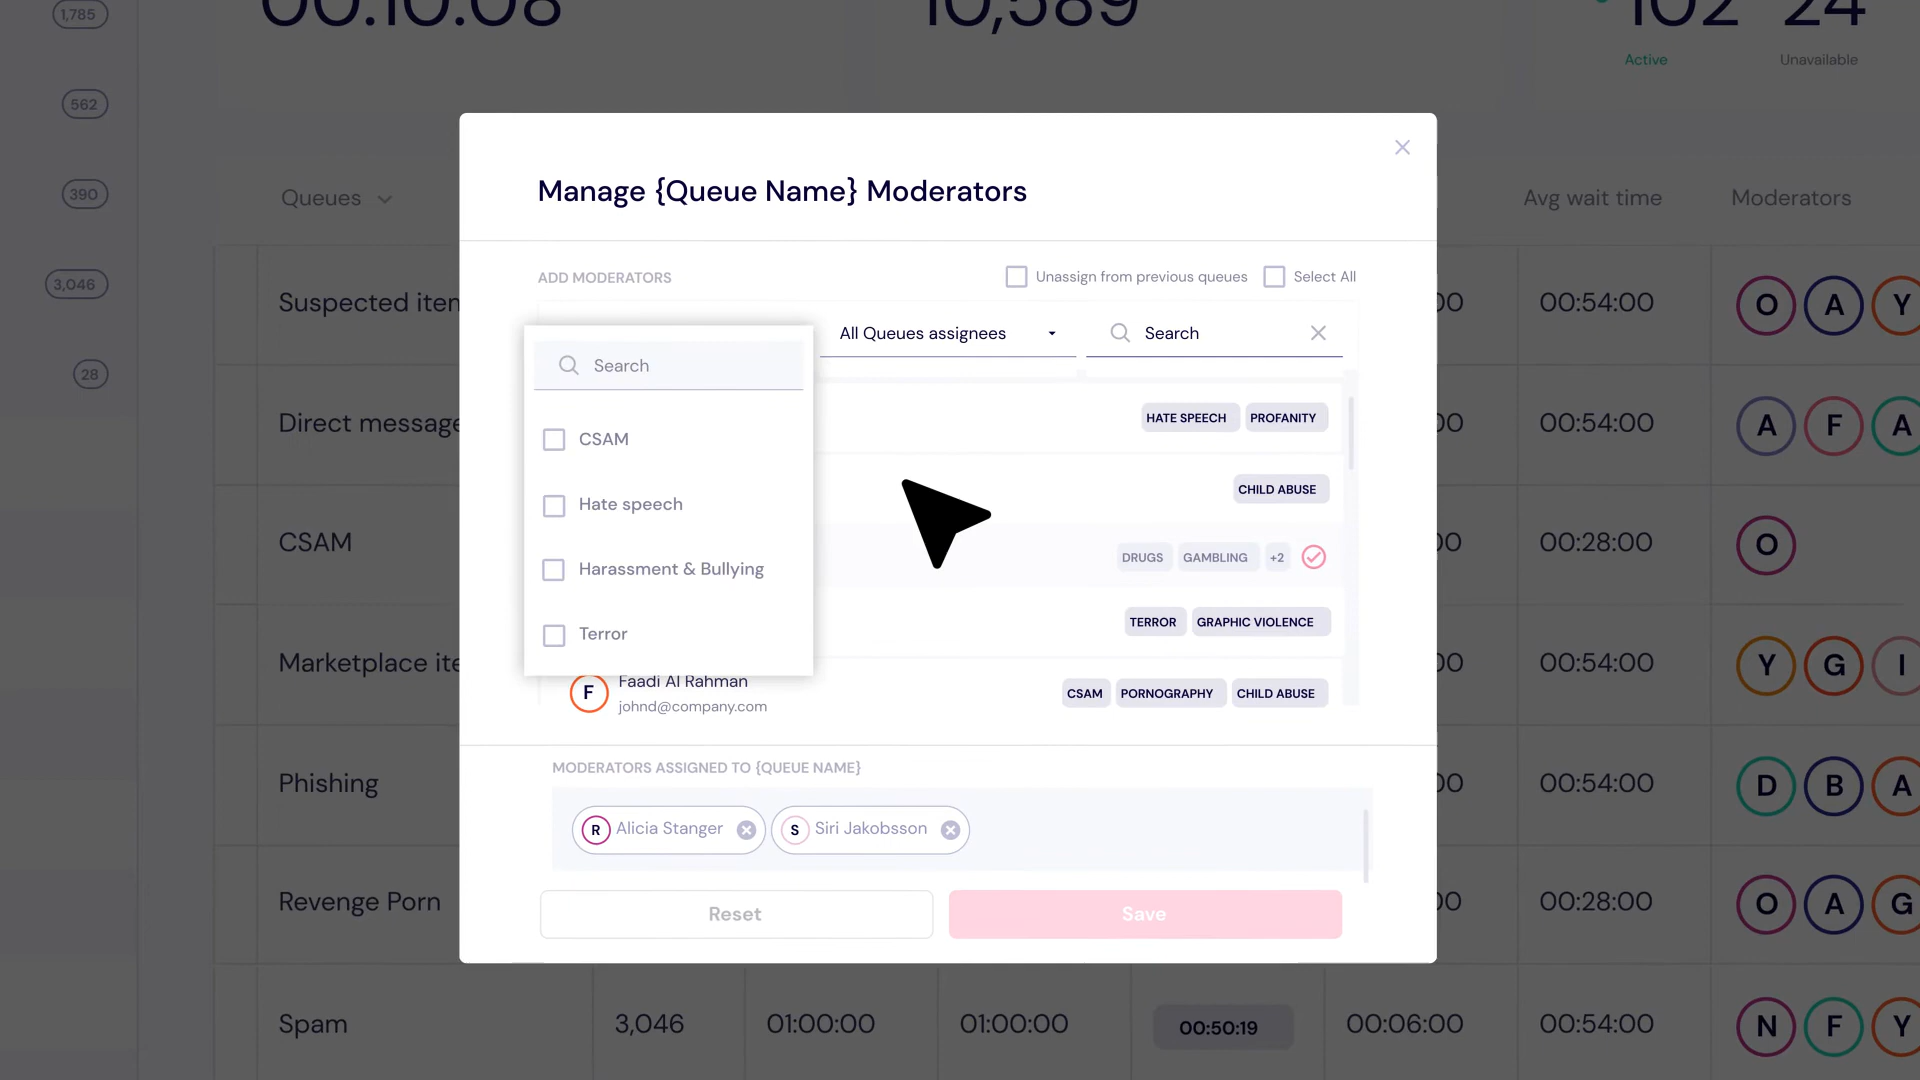 1,785
00:10:08
10,589
102
24
Active
Unavailable
562
390
3,046
28
Queues
Avg wait time
Moderators
Manage {Queue Name} Moderators
ADD MODERATORS
Unassign from previous queues
Select All
All Queues assignees
Search
Search
CSAM
Hate speech
Harassment & Bullying
Terror
HATE SPEECH PROFANITY
CHILD ABUSE
DRUGS GAMBLING +2
TERROR GRAPHIC VIOLENCE
F Faadi Al Rahman
johnd@company.com
CSAM PORNOGRAPHY CHILD ABUSE
MODERATORS ASSIGNED TO {QUEUE NAME}
R Alicia Stanger
S Siri Jakobsson
Reset
Save
Suspected
00:54:00
O A Y
Direct message
00:54:00
A F A
CSAM
00:28:00
O
Marketplace
00:54:00
Y G I
Phishing
00:54:00
D B A
Revenge Porn
00:28:00
O A G
Spam 3,046 01:00:00 01:00:00 00:50:19 00:06:00 00:54:00 N F Y